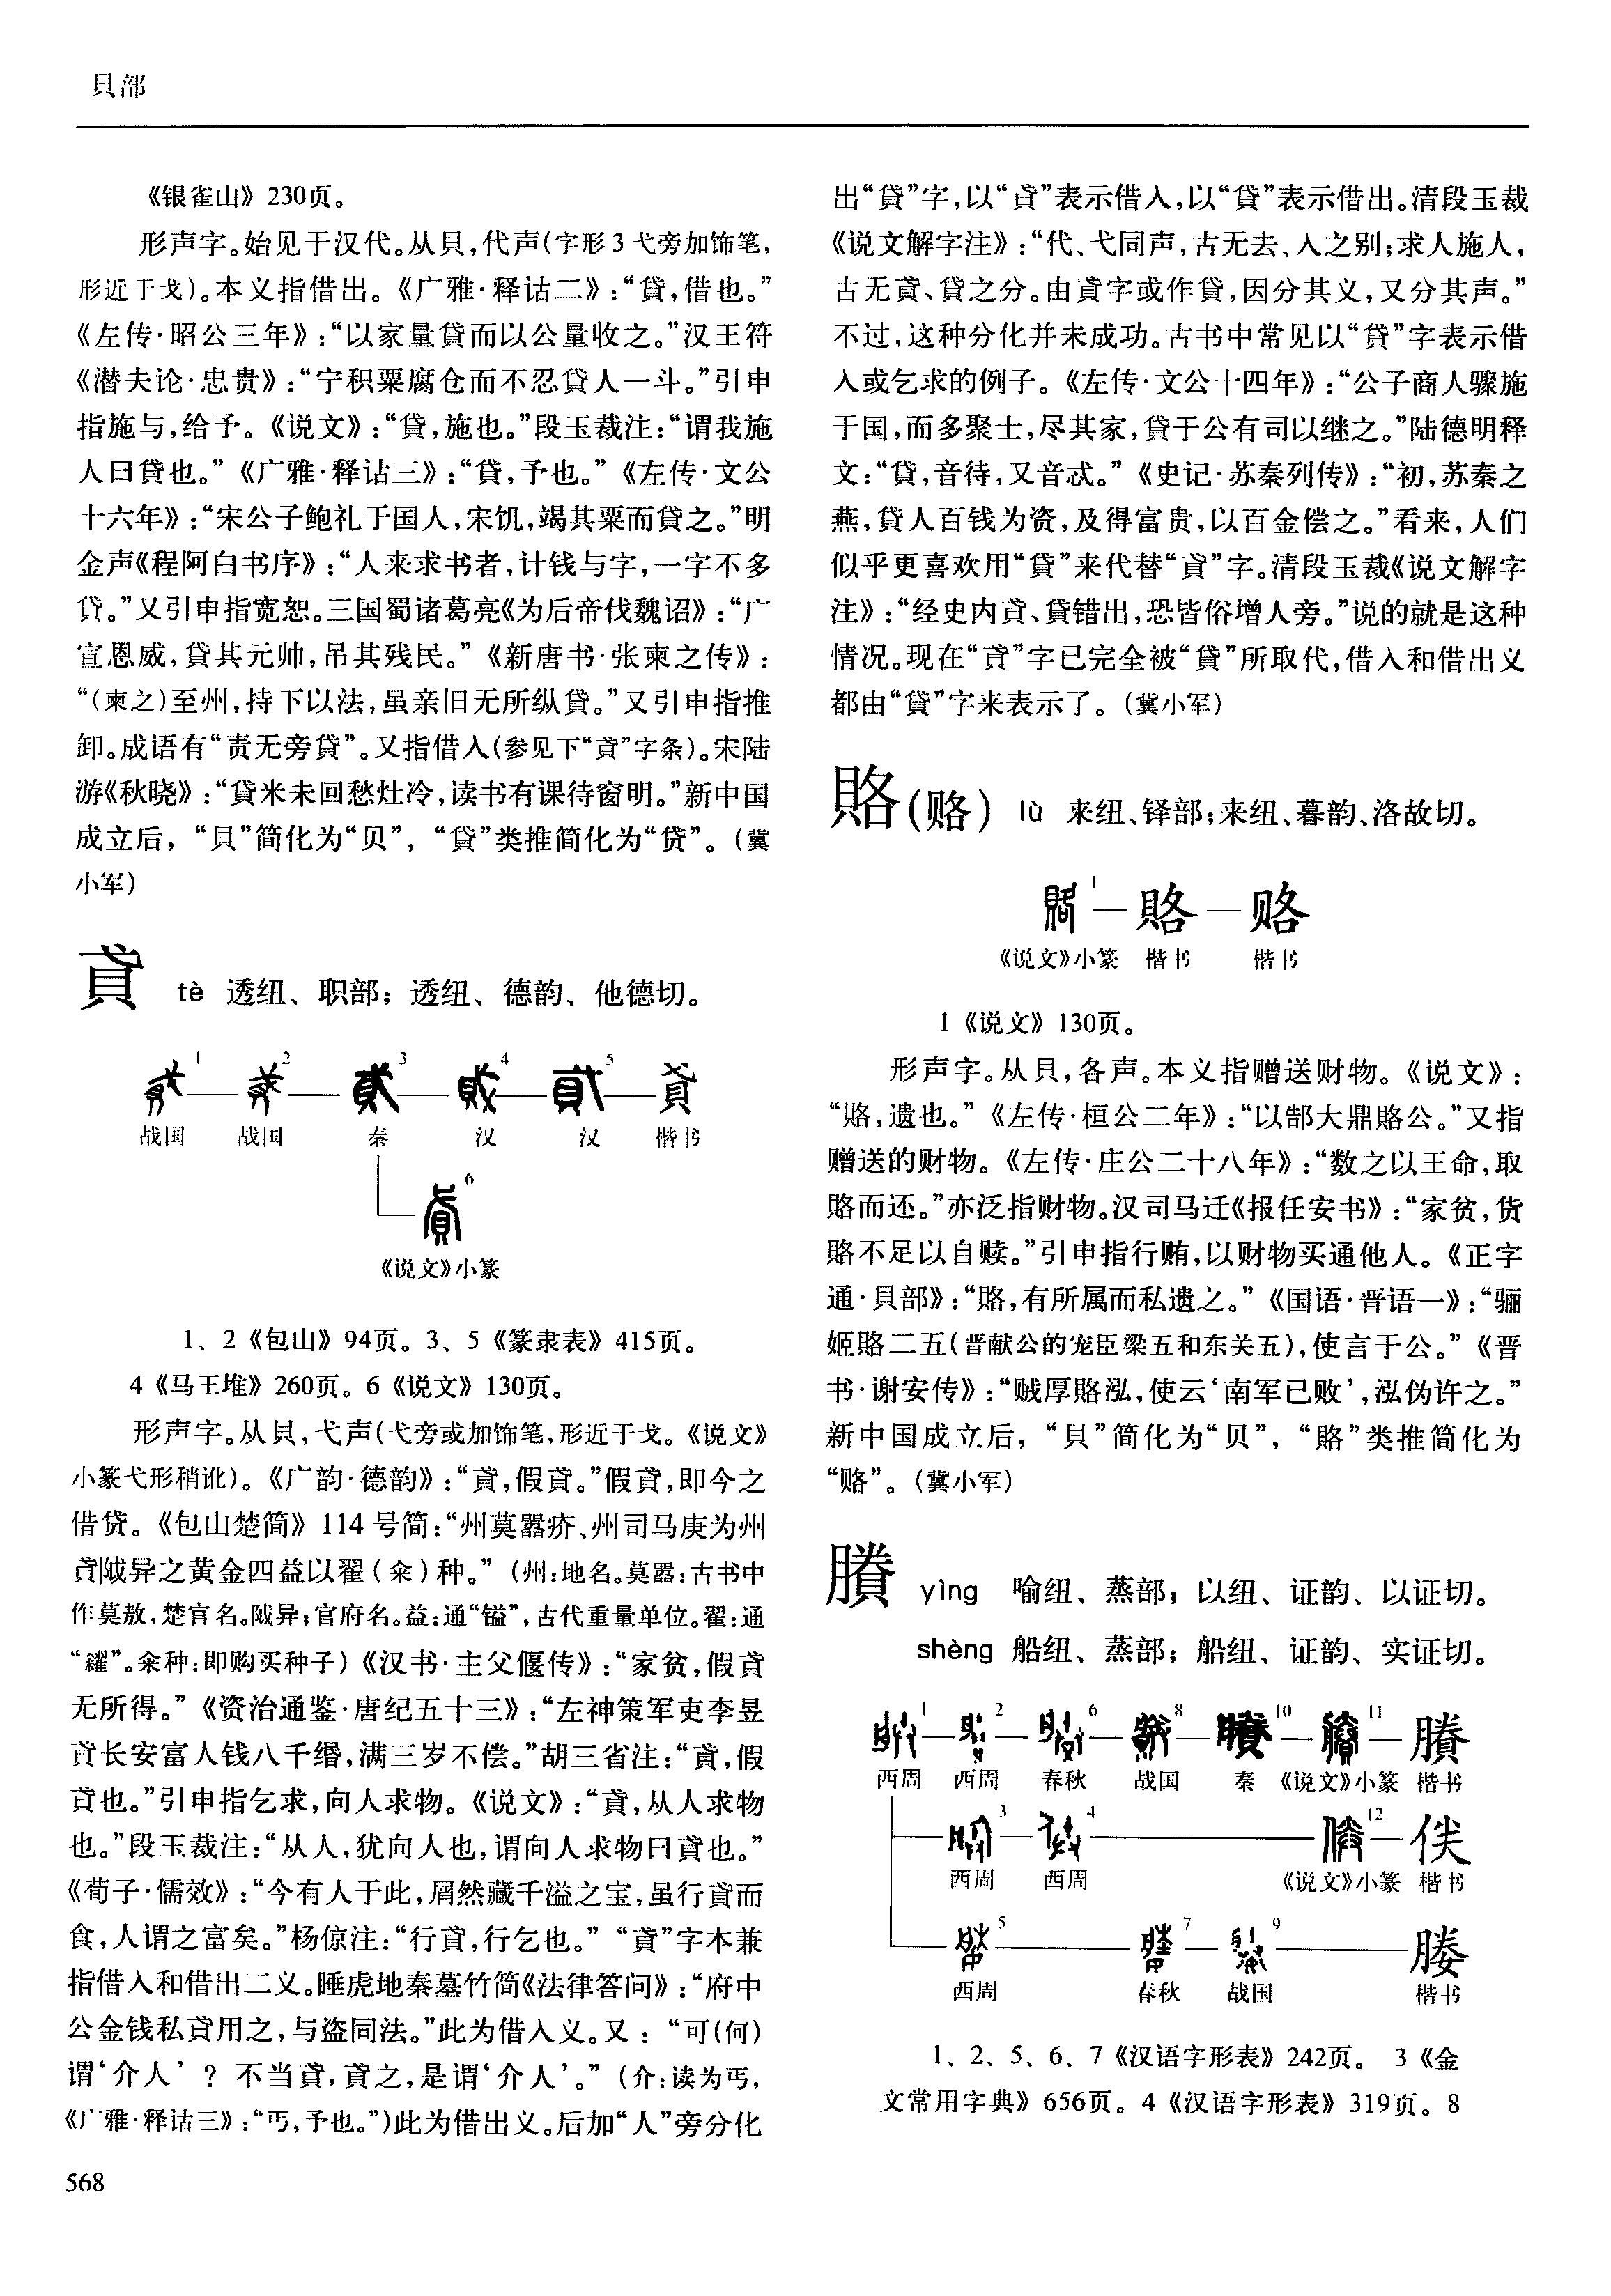 貝部
《银雀山》230页。
形声字。始见于汉代。从貝，代声（字形3弋旁加饰笔，
形近于戈）。本义指借出。《广雅·释诂二》：“貸，借也。”
《左传·昭公三年》：“以家量貸而以公量收之。”汉王符
《潜夫论·忠贵》：“宁积粟腐仓而不忍貸人一斗。”引申
指施与，给予。《说文》：“貸，施也。”段玉裁注：“谓我施
人曰貸也。”《广雅·释诂三》：“貸，予也。”《左传·文公
十六年》：“宋公子鲍礼于国人，宋饥，竭其粟而貸之。”明
金声《程阿白书序》：“人来求书者，计钱与字，一字不多
貸。”又引申指宽恕。三国蜀诸葛亮《为后帝伐魏诏》：“广
宣恩威，貸其元帅，吊其残民。”《新唐书·张柬之传》：
“（柬之）至州，持下以法，虽亲旧无所纵貸。”又引申指推
卸。成语有“责无旁貸”。又指借入（参见下“貣”字条）。宋陆
游《秋晓》：“貸米未回愁灶冷，读书有课待窗明。”新中国
成立后，“貝”简化为“贝”，“貸”类推简化为“贷”。（冀
小军）
貣 tè 透纽、职部；透纽、德韵、他德切。
1 2 3 4 5 貣
战国 战国 秦 汉 汉 楷书
6
《说文》小篆
1、2《包山》94页。3、5《篆隶表》415页。
4《马王堆》260页。6《说文》130页。
形声字。从貝，弋声（弋旁或加饰笔，形近于戈。《说文》
小篆弋形稍讹）。《广韵·德韵》：“貣，假貣。”假貣，即今之
借贷。《包山楚简》114号简：“州莫嚣疥、州司马庚为州
貣陚异之黄金四益以翟（籴）种。”（州：地名。莫嚣：古书中
作莫敖，楚官名。陚异；官府名。益：通“镒”，古代重量单位。翟：通
“糴”。籴种：即购买种子）《汉书·主父偃传》：“家贫，假貣
无所得。”《资治通鉴·唐纪五十三》：“左神策军吏李昱
貣长安富人钱八千缗，满三岁不偿。”胡三省注：“貣，假
貣也。”引申指乞求，向人求物。《说文》：“貣，从人求物
也。”段玉裁注：“从人，犹向人也，谓向人求物曰貣也。”
《荀子·儒效》：“今有人于此，屑然藏千溢之宝，虽行貣而
食，人谓之富矣。”杨倞注：“行貣，行乞也。”“貣”字本兼
指借入和借出二义。睡虎地秦墓竹简《法律答问》：“府中
公金钱私貣用之，与盗同法。”此为借入义。又：“可（何）
谓‘介人’？不当貣，貣之，是谓‘介人’。”（介：读为丐，
《广雅·释诂三》：“丐，予也。”）此为借出义。后加“人”旁分化
568
出“貸”字，以“貣”表示借入，以“貸”表示借出。清段玉裁
《说文解字注》：“代、弋同声，古无去、入之别；求人施人，
古无貣、貸之分。由貣字或作貸，因分其义，又分其声。”
不过，这种分化并未成功。古书中常见以“貸”字表示借
入或乞求的例子。《左传·文公十四年》：“公子商人骤施
于国，而多聚士，尽其家，貸于公有司以继之。”陆德明释
文：“貸，音待，又音忒。”《史记·苏秦列传》：“初，苏秦之
燕，貸人百钱为资，及得富贵，以百金偿之。”看来，人们
似乎更喜欢用“貸”来代替“貣”字。清段玉裁《说文解字
注》：“经史内貣、貸错出，恐皆俗增人旁。”说的就是这种
情况。现在“貣”字已完全被“貸”所取代，借入和借出义
都由“貸”字来表示了。（冀小军）
賂（赂） lù 来纽、铎部；来纽、暮韵、洛故切。
1 賂 赂
《说文》小篆 楷书 楷书
1《说文》130页。
形声字。从貝，各声。本义指赠送财物。《说文》：
“賂，遗也。”《左传·桓公二年》：“以郜大鼎賂公。”又指
赠送的财物。《左传·庄公二十八年》：“数之以王命，取
賂而还。”亦泛指财物。汉司马迁《报任安书》：“家贫，货
賂不足以自赎。”引申指行贿，以财物买通他人。《正字
通·貝部》：“賂，有所属而私遗之。”《国语·晋语一》：“骊
姬賂二五（晋献公的宠臣梁五和东关五），使言于公。”《晋
书·谢安传》：“贼厚賂泓，使云‘南军已败’，泓伪许之。”
新中国成立后，“貝”简化为“贝”，“賂”类推简化为
“赂”。（冀小军）
賸 yìng 喻纽、蒸部；以纽、证韵、以证切。
shèng 船纽、蒸部；船纽、证韵、实证切。
1 2 6 8 10 11 賸
西周 西周 春秋 战国 秦 《说文》小篆 楷书
3 4 12 㑞
西周 西周 《说文》小篆 楷书
5 7 9 媵
西周 春秋 战国 楷书
1、2、5、6、7《汉语字形表》242页。 3《金
文常用字典》656页。4《汉语字形表》319页。8